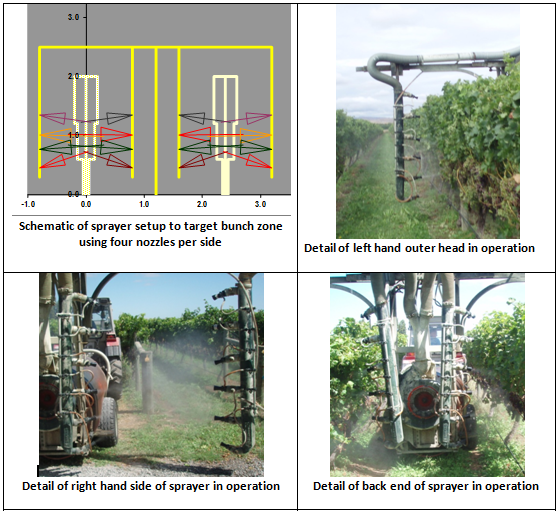 3.0
2.0
1.0
0.0
-1.0 0.0 1.0 2.0 3.0
Schematic of sprayer setup to target bunch zone
using four nozzles per side
Detail of left hand outer head in operation
Detail of right hand side of sprayer in operation
Detail of back end of sprayer in operation